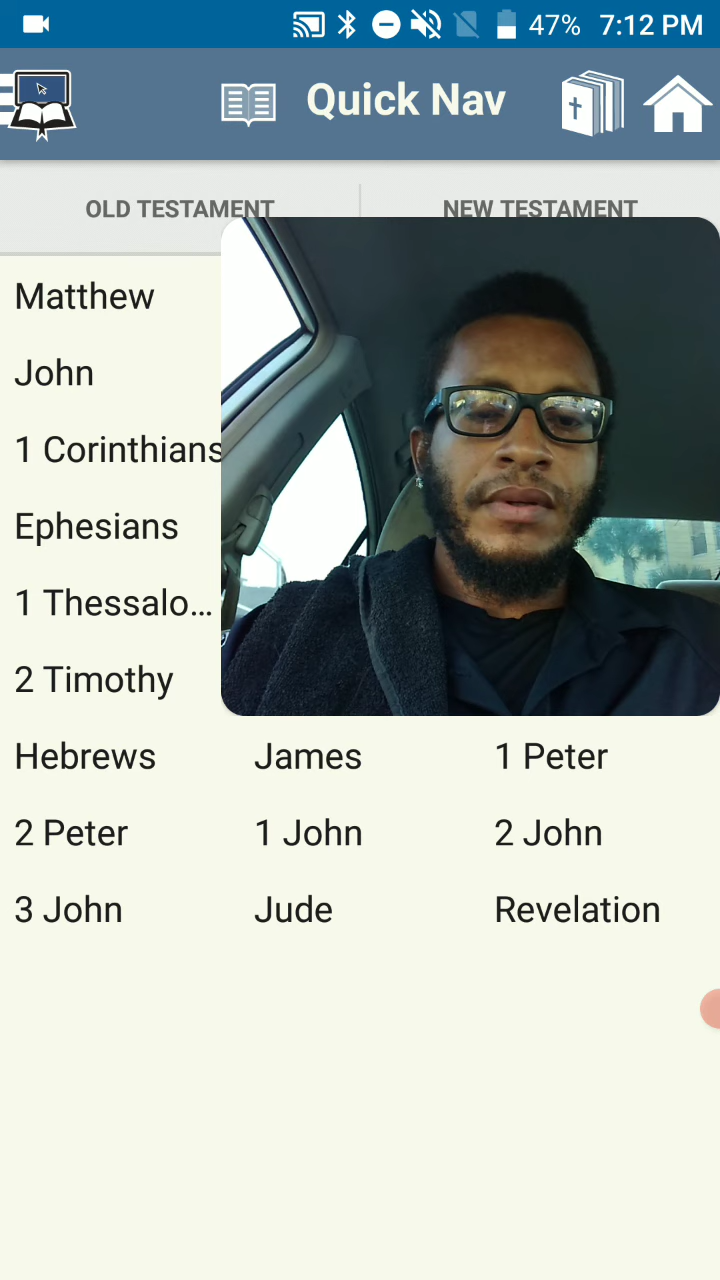 47% 7:12 PM
Quick Nav
OLD TESTAMENT NEW TESTAMENT
Matthew
John
1 Corinthians
Ephesians
1 Thessalo...
2 Timothy
Hebrews James 1 Peter
2 Peter 1 John 2 John
3 John Jude Revelation